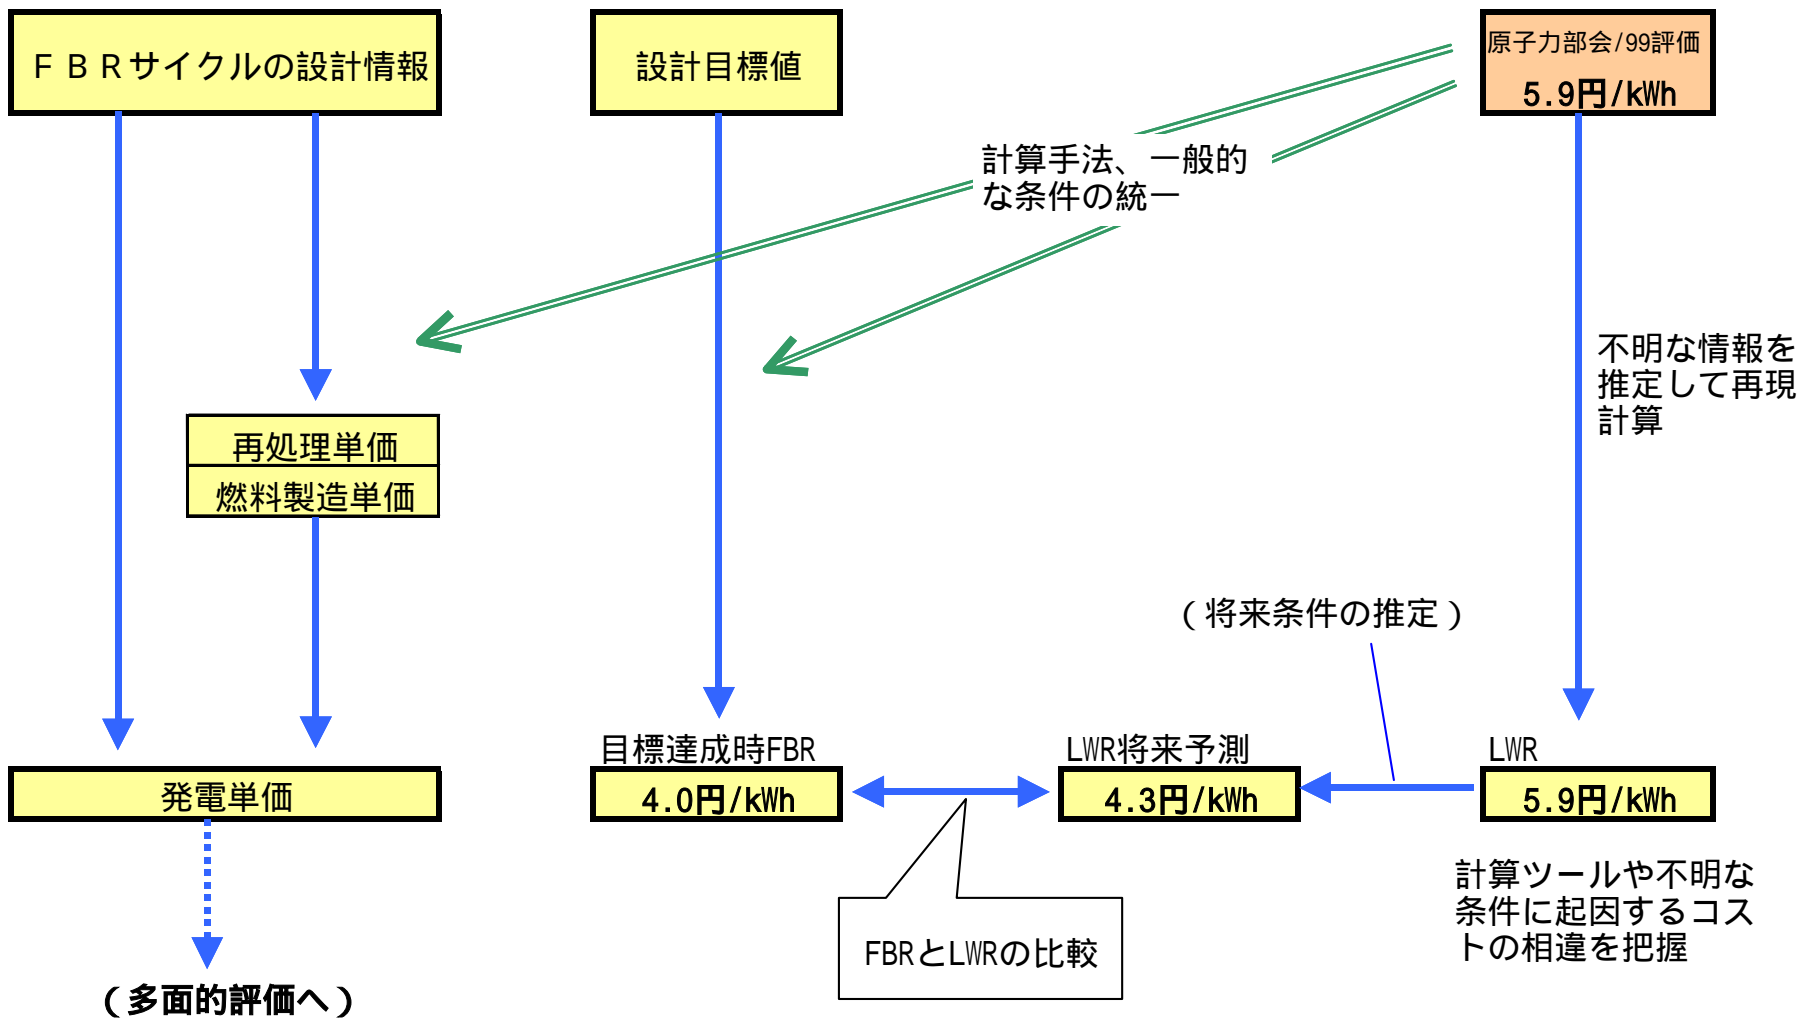 ＦＢＲサイクルの設計情報
設計目標値
原子力部会/99評価
5.9円/kWh
計算手法、一般的
な条件の統一
不明な情報を
推定して再現
計算
再処理単価
燃料製造単価
（将来条件の推定）
目標達成時FBR
LWR将来予測
LWR
発電単価
4.0円/kWh
4.3円/kWh
5.9円/kWh
計算ツールや不明な
条件に起因するコス
トの相違を把握
FBRとLWRの比較
（多面的評価へ）